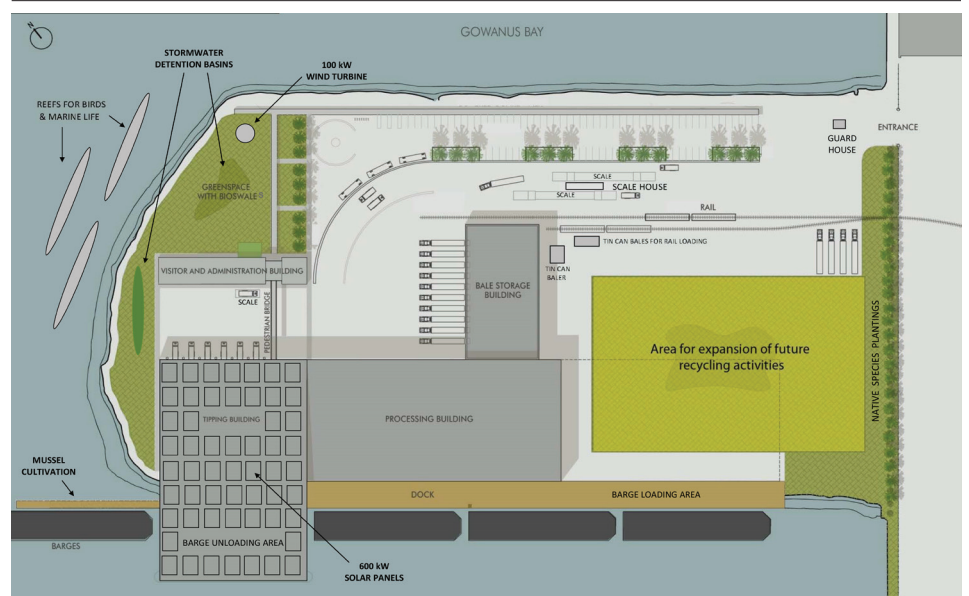 N
GOWANUS BAY
STORMWATER
DETENTION BASINS
100 kW
WIND TURBINE
REEFS FOR BIRDS
& MARINE LIFE
GUARD
HOUSE
ENTRANCE
GREENSPACE
WITH BIOSWALE
SCALE
SCALE HOUSE
SCALE
RAIL
TIN CAN BALES FOR RAIL LOADING
TIN CAN
BALER
VISITOR AND ADMINISTRATION BUILDING
BALE STORAGE
BUILDING
SCALE
PEDESTRIAN BRIDGE
Area for expansion of future
recycling activities
NATIVE SPECIES PLANTINGS
TIPPING BUILDING
PROCESSING BUILDING
MUSSEL
CULTIVATION
DOCK
BARGE LOADING AREA
BARGES
BARGE UNLOADING AREA
600 kW
SOLAR PANELS